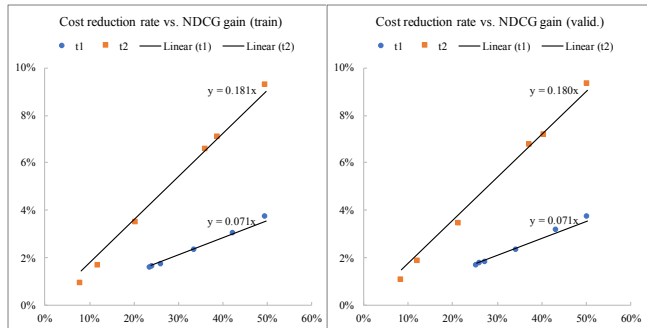 Cost reduction rate vs. NDCG gain (train)
t1 t2 Linear (t1) Linear (t2)
10%
8%
6%
4%
2%
0%
0% 10% 20% 30% 40% 50% 60%
y = 0.181x
y = 0.071x
Cost reduction rate vs. NDCG gain (valid.)
t1 t2 Linear (t1) Linear (t2)
10%
8%
6%
4%
2%
0%
0% 10% 20% 30% 40% 50% 60%
y = 0.180x
y = 0.071x